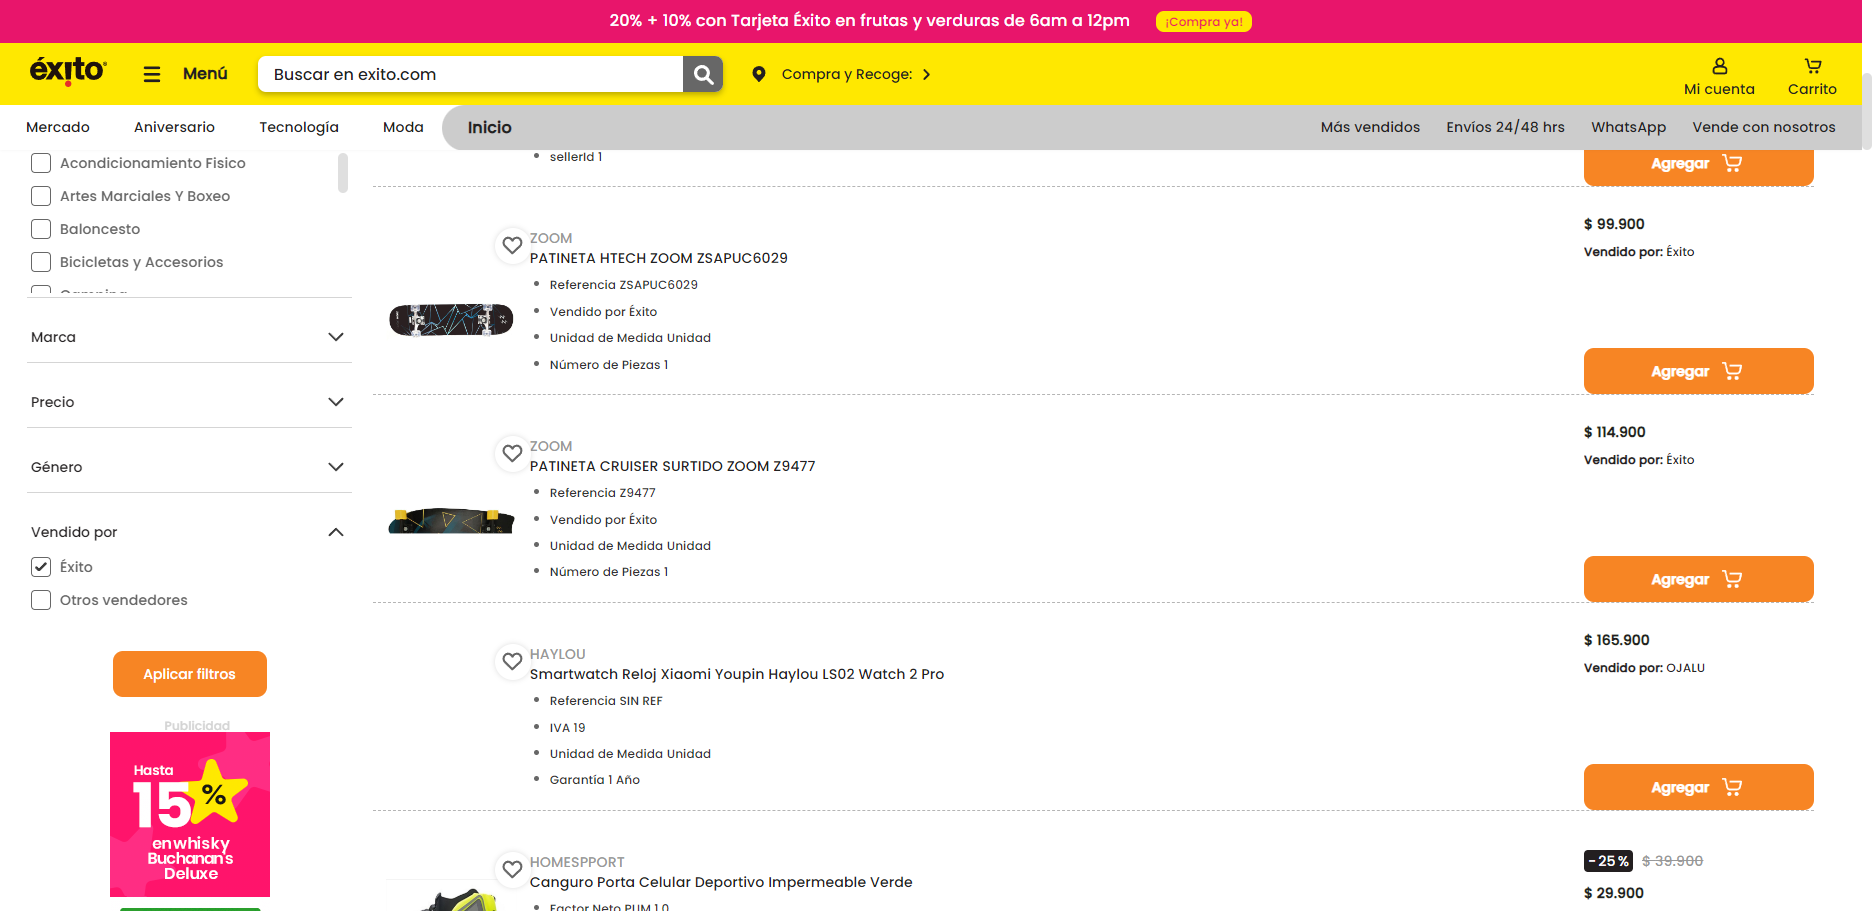 20% + 10% con Tarjeta Éxito en frutas y verduras de 6am a 12pm
¡Compra ya!
éxito
Menú
Buscar en exito.com
Compra y Recoge:
Mi cuenta
Carrito
Mercado
Aniversario
Tecnología
Moda
Inicio
Más vendidos
Envíos 24/48 hrs
WhatsApp
Vende con nosotros
Acondicionamiento Fisico
Artes Marciales Y Boxeo
Baloncesto
Bicicletas y Accesorios
Camping
Marca
Precio
Género
Vendido por
Éxito
Otros vendedores
Aplicar filtros
Publicidad
Hasta
15%
en whisky
Buchanan's
Deluxe
sellerId 1
Agregar
ZOOM
PATINETA HTECH ZOOM ZSAPUC6029
Referencia ZSAPUC6029
Vendido por Éxito
Unidad de Medida Unidad
Número de Piezas 1
$ 99.900
Vendido por: Éxito
Agregar
ZOOM
PATINETA CRUISER SURTIDO ZOOM Z9477
Referencia Z9477
Vendido por Éxito
Unidad de Medida Unidad
Número de Piezas 1
$ 114.900
Vendido por: Éxito
Agregar
HAYLOU
Smartwatch Reloj Xiaomi Youpin Haylou LS02 Watch 2 Pro
Referencia SIN REF
IVA 19
Unidad de Medida Unidad
Garantía 1 Año
$ 165.900
Vendido por: OJALU
Agregar
HOMESPPORT
Canguro Porta Celular Deportivo Impermeable Verde
Factor Neto PUM 1.0
-25% $ 39.900
$ 29.900